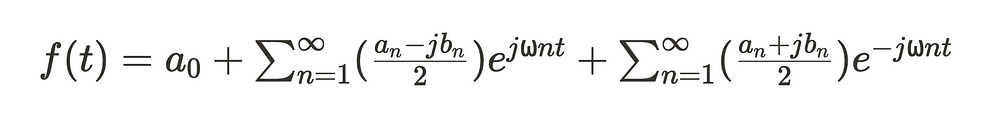 f(t) = a₀ + ∑ₙ₌₁^∞ ((aₙ−jbₙ)/2)e^{jωnt} + ∑ₙ₌₁^∞ ((aₙ+jbₙ)/2)e^{−jωnt}